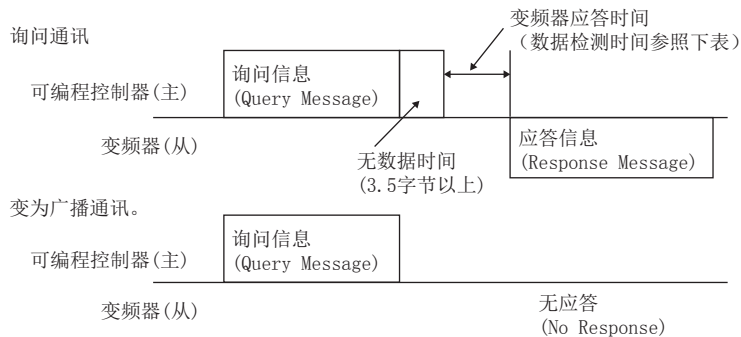 变频器应答时间
(数据检测时间参照下表)
询问通讯
询问信息
(Query Message)
可编程控制器(主)
变频器(从)
无数据时间
(3.5字节以上)
应答信息
(Response Message)
变为广播通讯。
询问信息
(Query Message)
可编程控制器(主)
变频器(从)
无应答
(No Response)